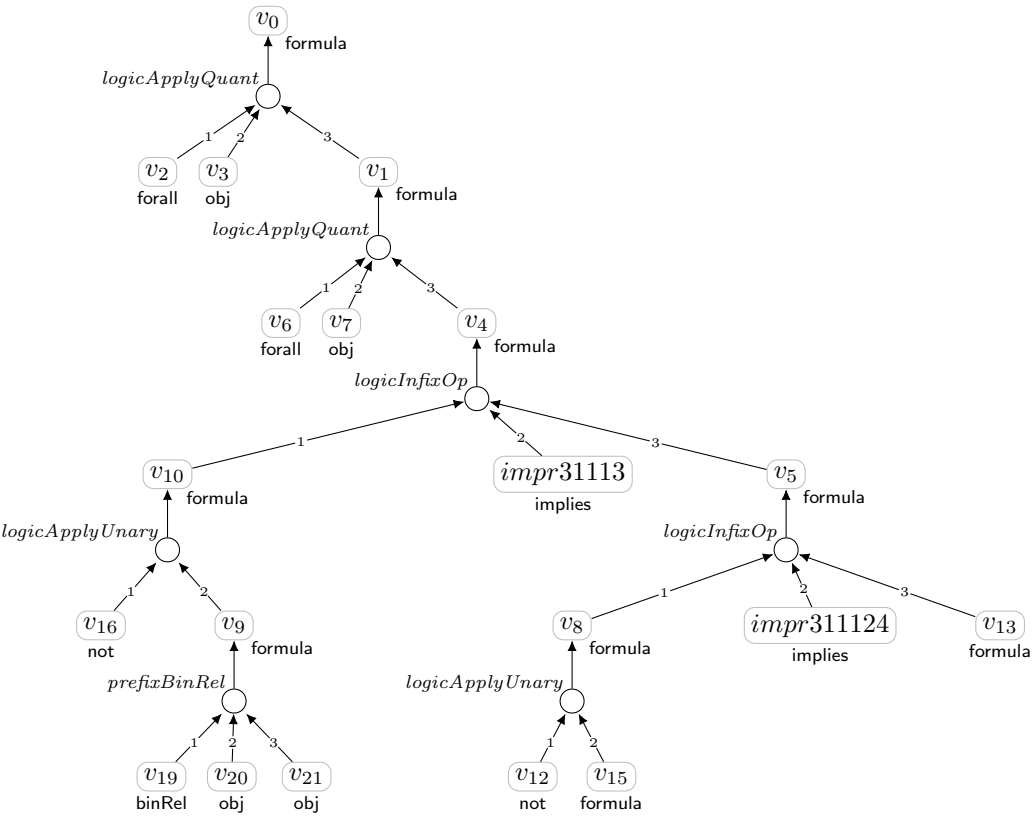 v0
formula
logicApplyQuant
1 2 3
v2 v3 v1
forall obj formula
logicApplyQuant
1 2 3
v6 v7 v4
forall obj formula
logicInfixOp
1 2 3
v10 impr31113 v5
formula implies formula
logicApplyUnary logicInfixOp
1 2 1 2 3
v16 v9 v8 impr311124 v13
not formula formula implies formula
prefixBinRel logicApplyUnary
1 2 3 1 2
v19 v20 v21 v12 v15
binRel obj obj not formula